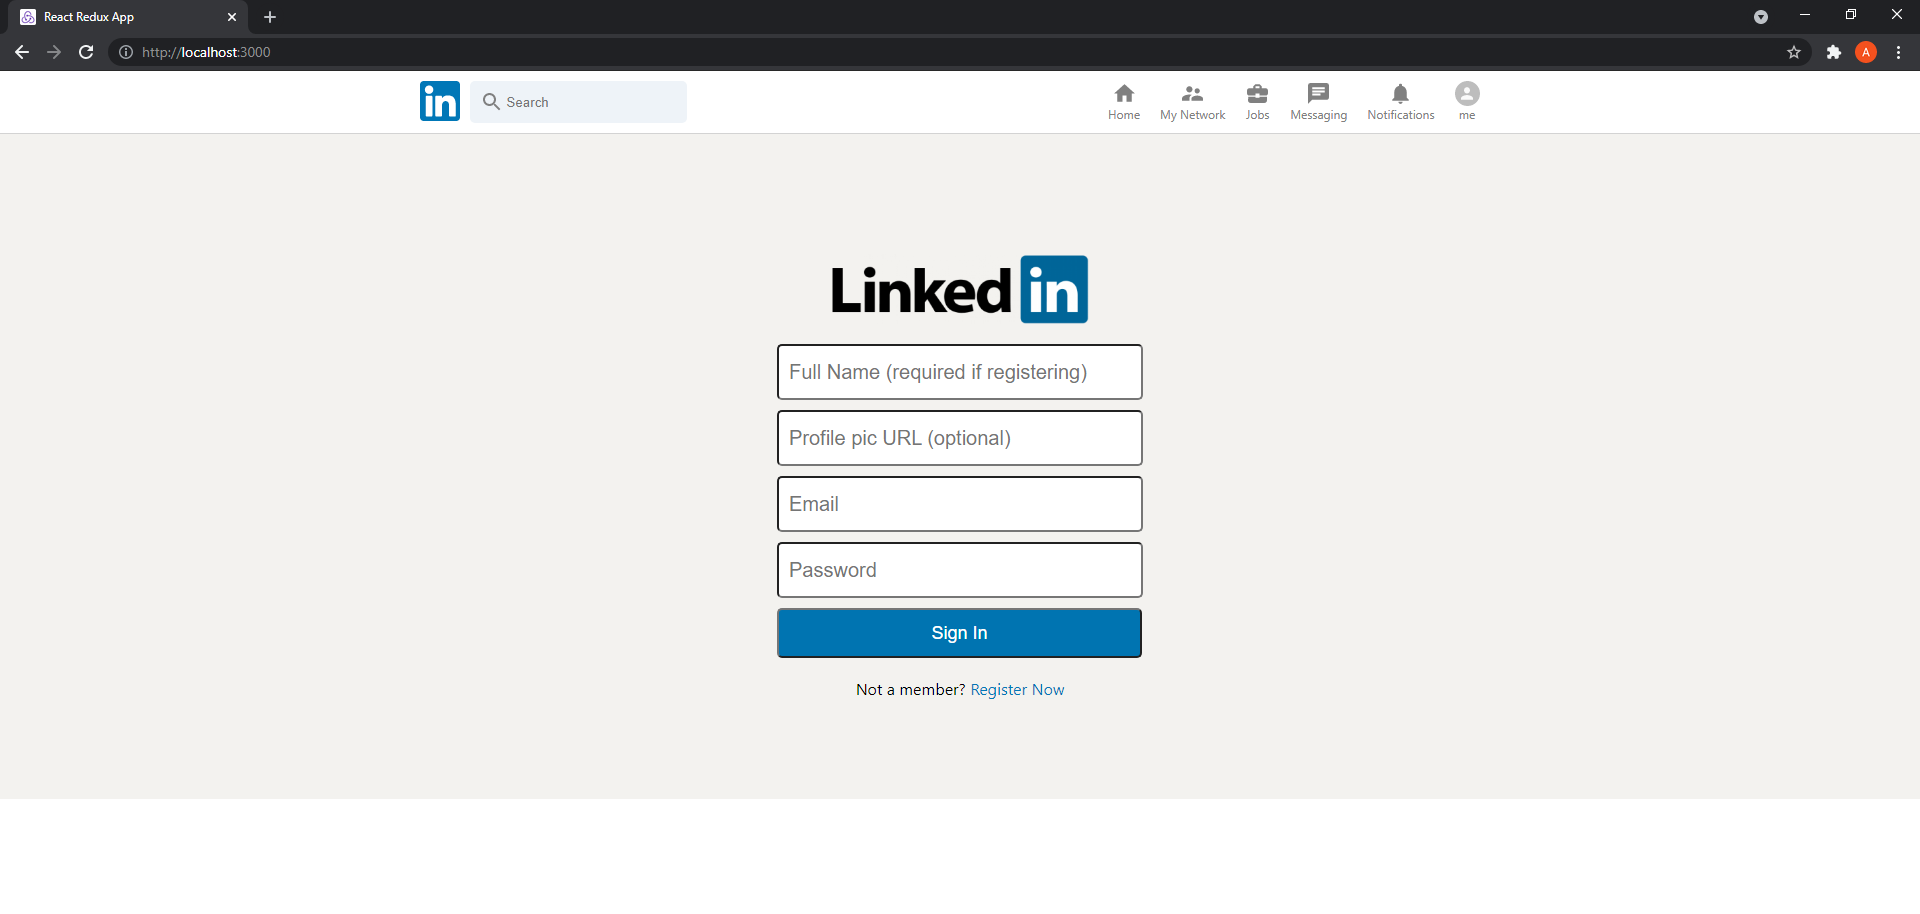 React Redux App
http://localhost:3000
A
in
Search
Home
My Network
Jobs
Messaging
Notifications
me
Linked in
Full Name (required if registering)
Profile pic URL (optional)
Email
Password
Sign In
Not a member? Register Now